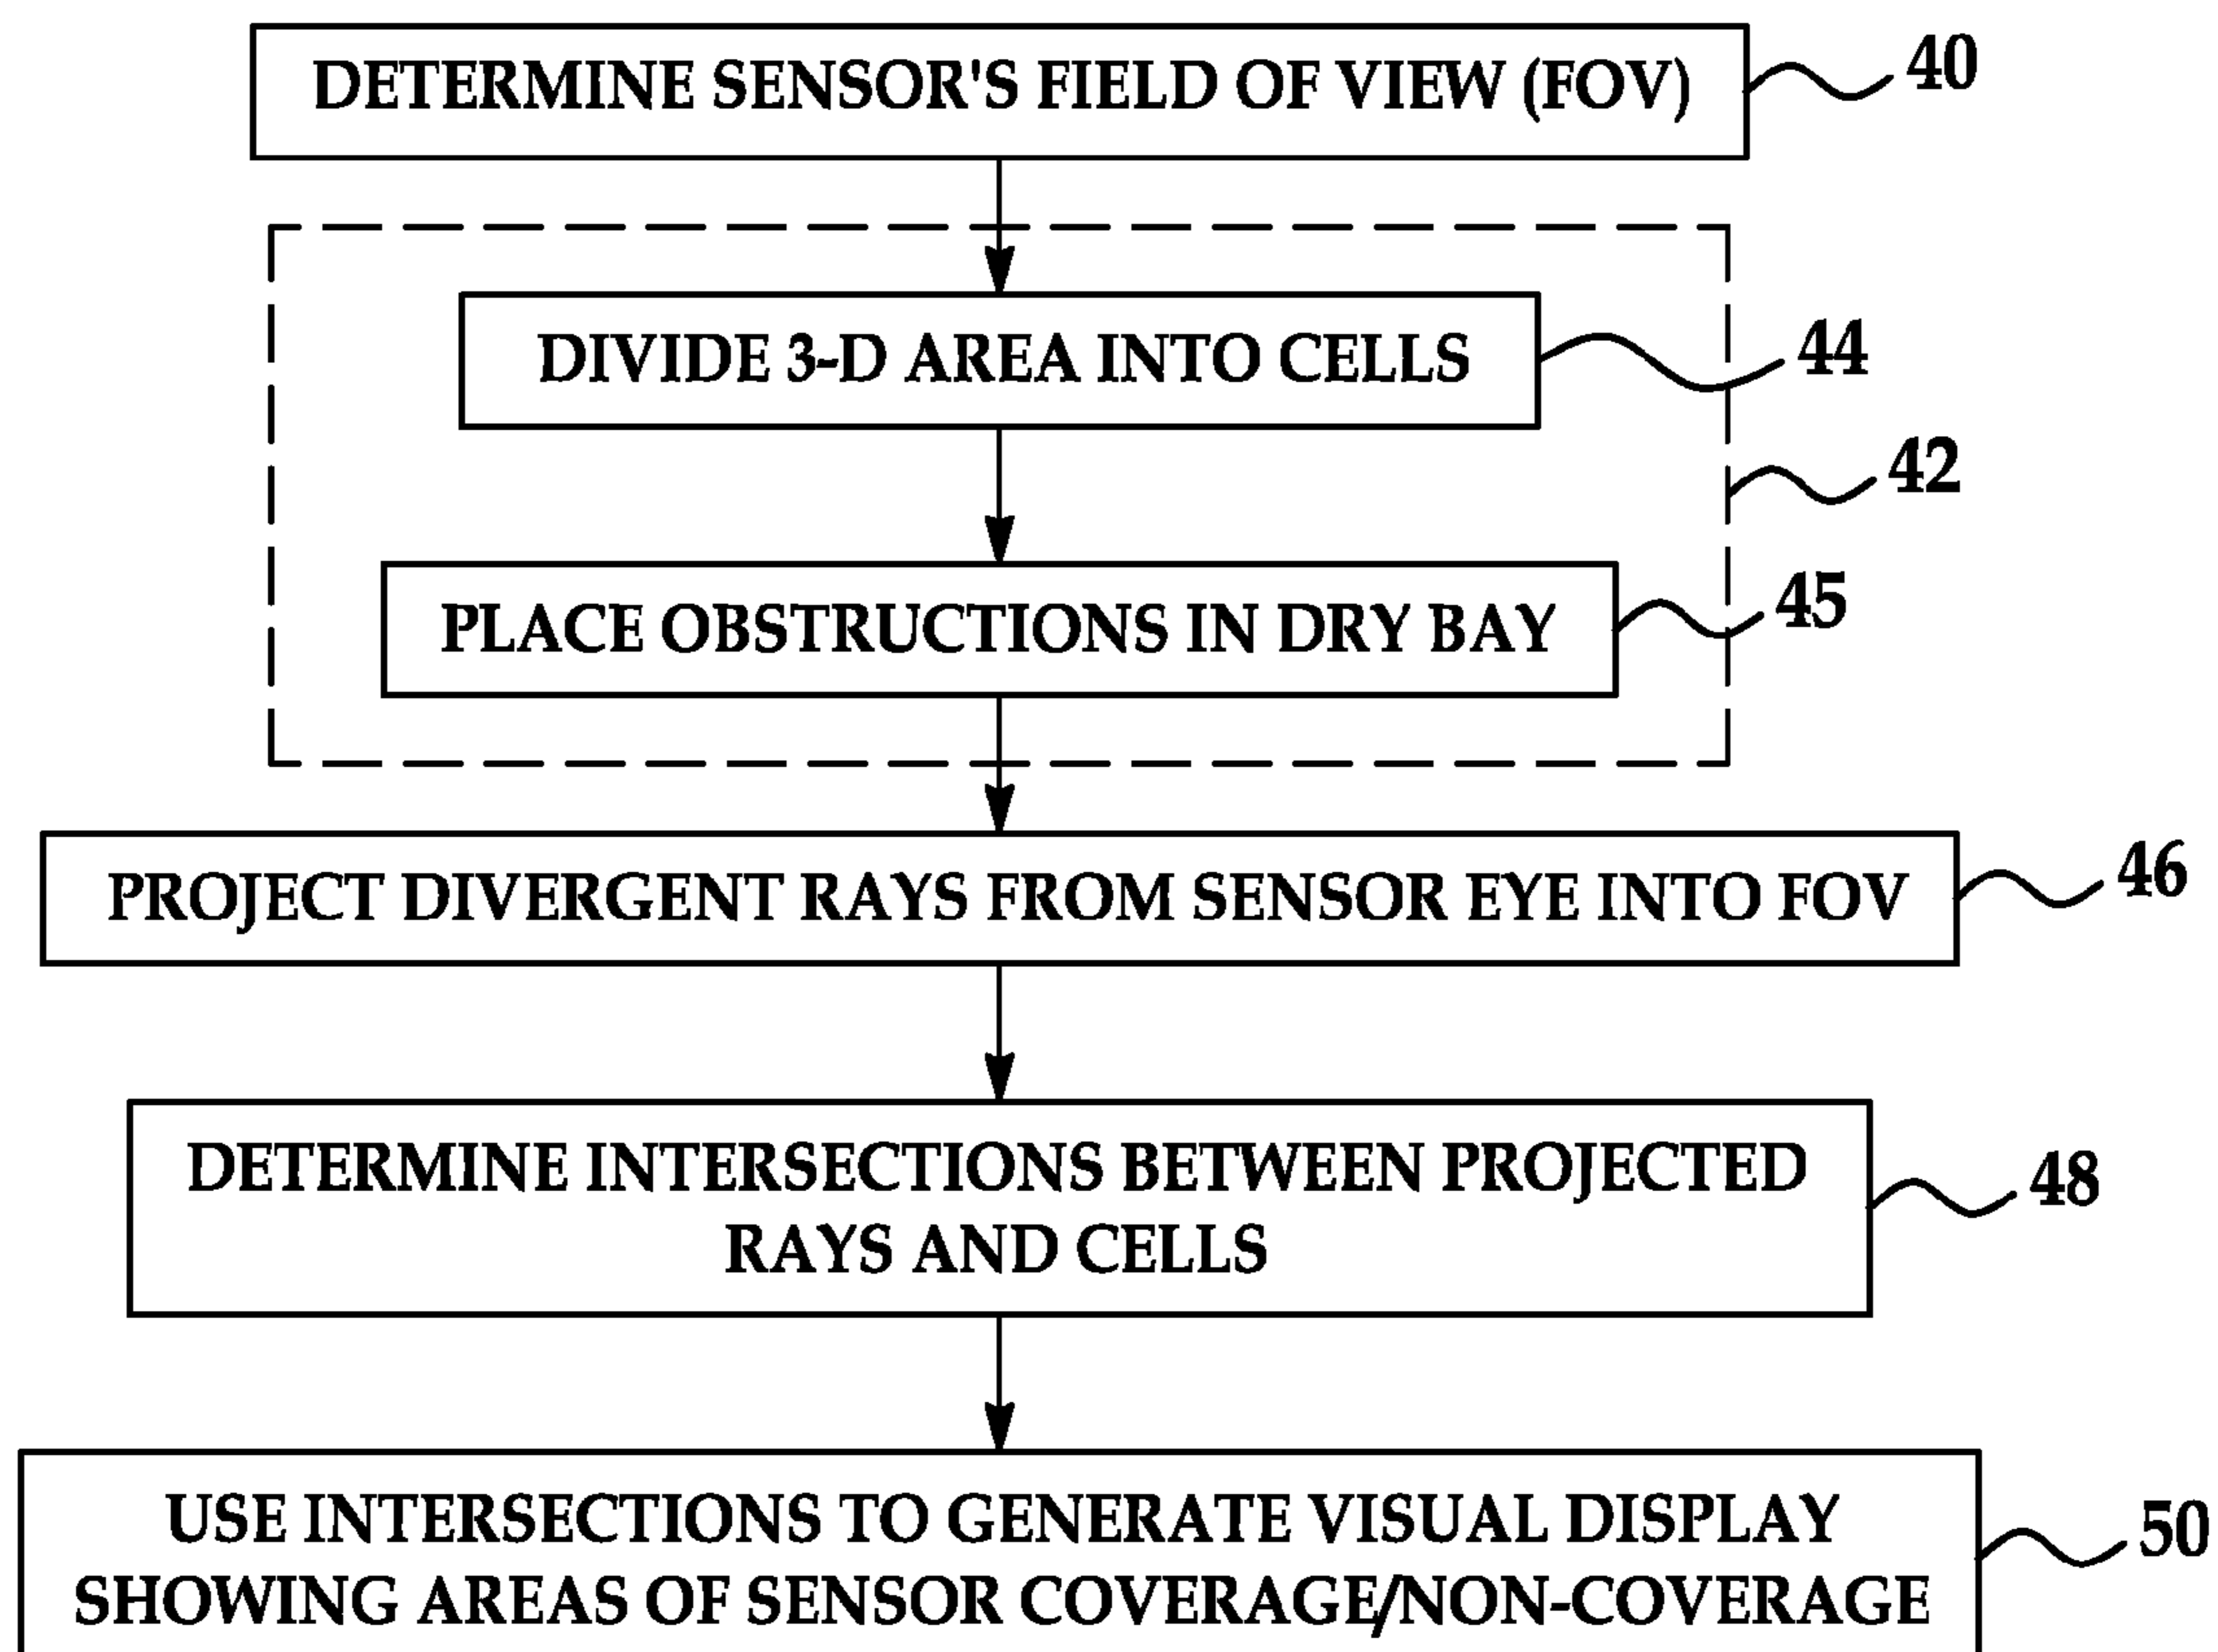 DETERMINE SENSOR'S FIELD OF VIEW (FOV)
40
DIVIDE 3-D AREA INTO CELLS
44
42
PLACE OBSTRUCTIONS IN DRY BAY
45
PROJECT DIVERGENT RAYS FROM SENSOR EYE INTO FOV
46
DETERMINE INTERSECTIONS BETWEEN PROJECTED
RAYS AND CELLS
48
USE INTERSECTIONS TO GENERATE VISUAL DISPLAY
SHOWING AREAS OF SENSOR COVERAGE/NON-COVERAGE
50